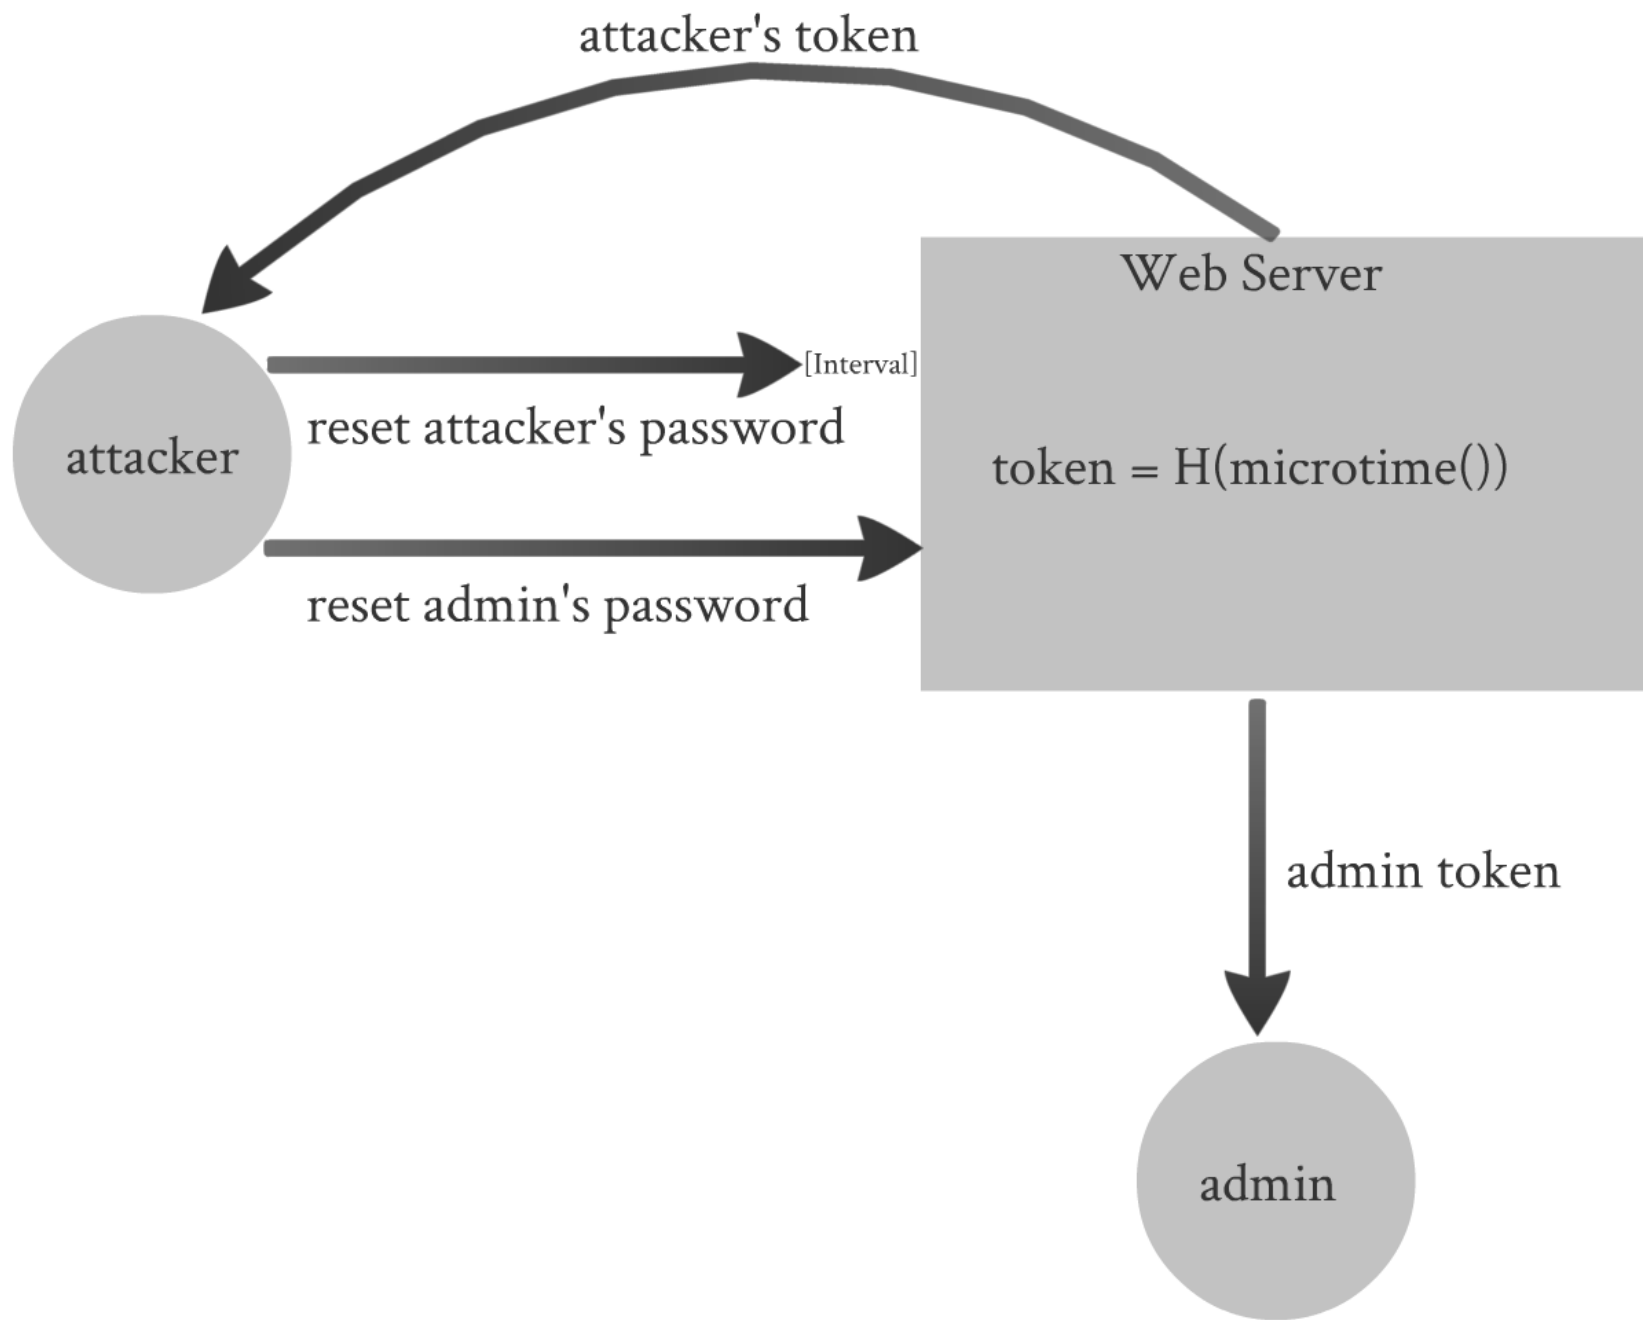 attacker's token
Web Server
[Interval]
reset attacker's password
attacker
token = H(microtime())
reset admin's password
admin token
admin